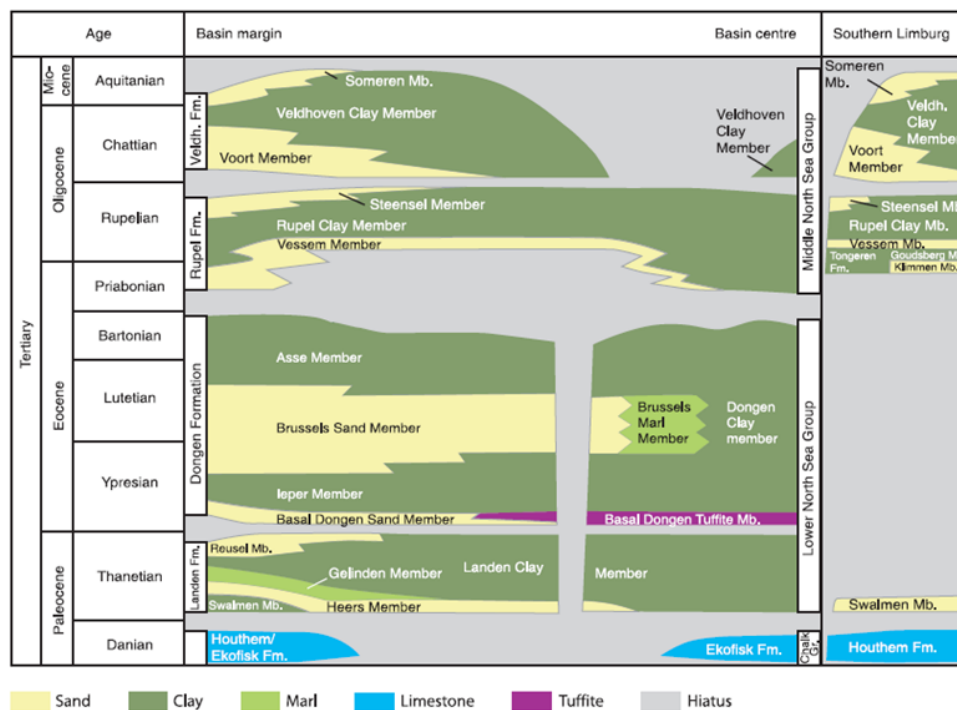 Age
Basin margin
Basin centre
Southern Limburg
Tertiary
Mio-
cene
Oligocene
Eocene
Paleocene
Aquitanian
Chattian
Rupelian
Priabonian
Bartonian
Lutetian
Ypresian
Thanetian
Danian
Veldh. Fm.
Rupel Fm.
Dongen Formation
Landen Fm.
Someren Mb.
Veldhoven Clay Member
Voort Member
Veldhoven
Clay
Member
Steensel Member
Rupel Clay Member
Vessem Member
Asse Member
Brussels Sand Member
Brussels
Marl
Member
Dongen
Clay
member
Ieper Member
Basal Dongen Sand Member
Basal Dongen Tuffite Mb.
Reusel Mb.
Gelinden Member
Landen Clay
Member
Swalmen Mb.
Heers Member
Houthem/
Ekofisk Fm.
Ekofisk Fm.
Middle North Sea Group
Lower North Sea Group
Chalk
Gr.
Someren
Mb.
Veldh.
Clay
Member
Voort
Member
Steensel M
Rupel Clay Mb.
Vessem Mb.
Tongeren
Fm.
Goudsberg M
Klimmen Mb.
Swalmen Mb.
Houthem Fm.
Sand
Clay
Marl
Limestone
Tuffite
Hiatus